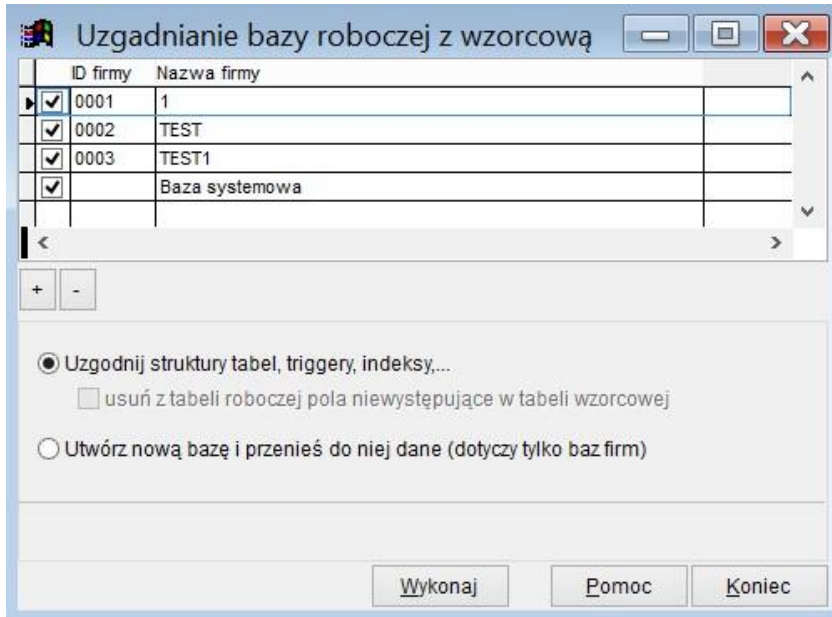 Uzgadnianie bazy roboczej z wzorcową
ID firmy Nazwa firmy
0001 1
0002 TEST
0003 TEST1
Baza systemowa
+ -
Uzgodnij struktury tabel, triggery, indeksy,...
usuń z tabeli roboczej pola niewystępujące w tabeli wzorcowej
Utwórz nową bazę i przenieś do niej dane (dotyczy tylko baz firm)
Wykonaj Pomoc Koniec